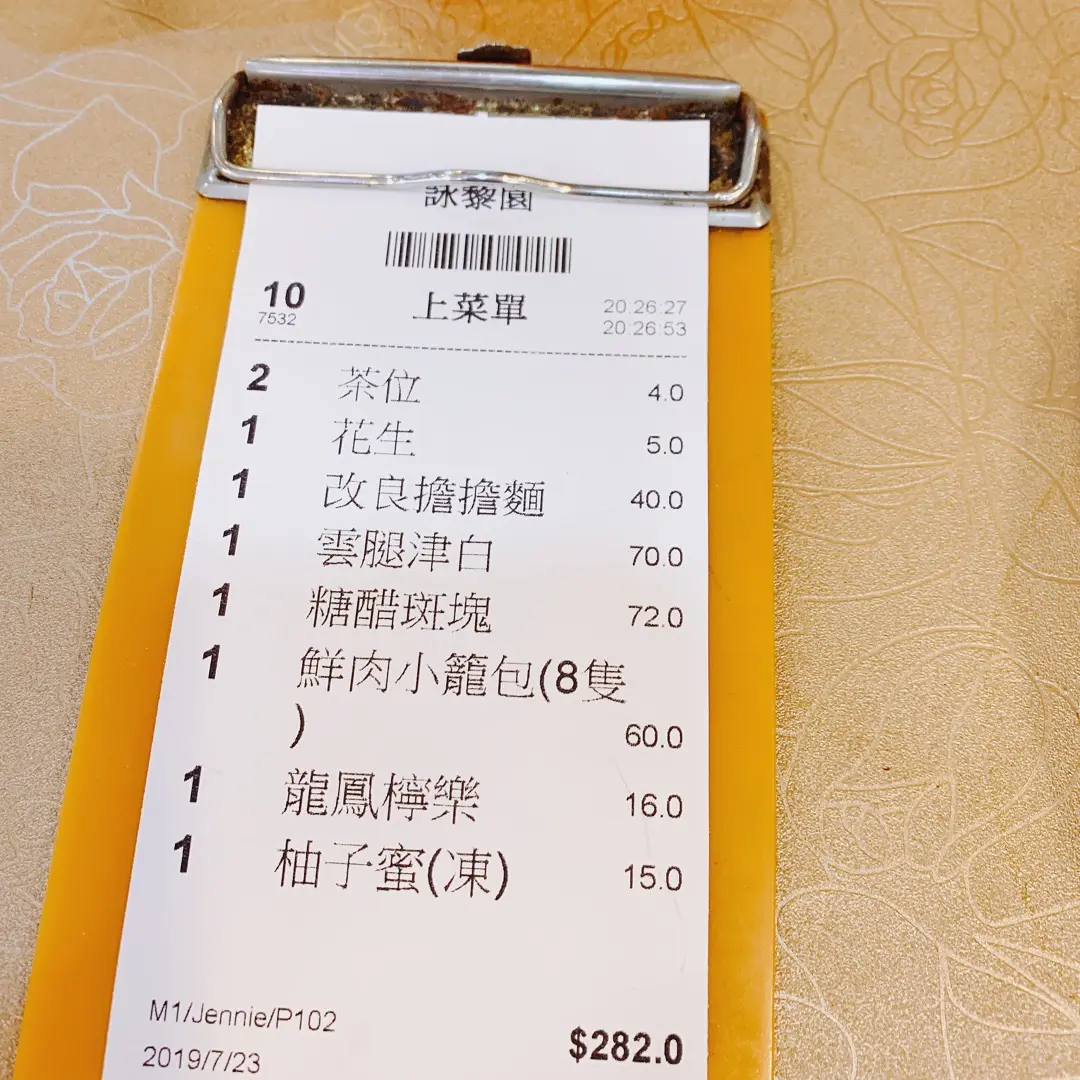 詠黎園
10
7532
上菜單
20:26:27
20:26:53
2 茶位 4.0
1 花生 5.0
1 改良擔擔麵 40.0
1 雲腿津白 70.0
1 糖醋斑塊 72.0
1 鮮肉小籠包(8隻
) 60.0
1 龍鳳檸樂 16.0
1 柚子蜜(凍) 15.0
M1/Jennie/P102
2019/7/23
$282.0